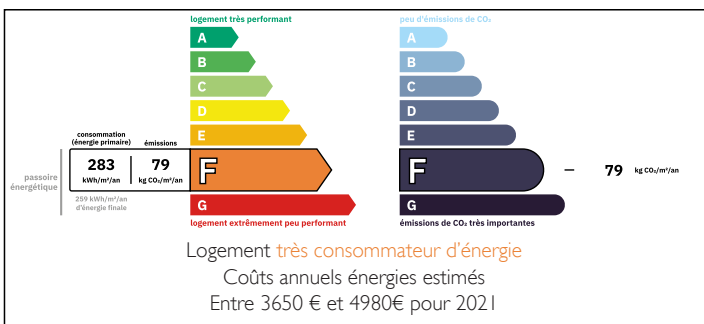 logement très performant
A
B
C
D
E
F
G
consommation
(énergie primaire)
émissions
283
kWh/m²/an
79
kg CO₂/m²/an
passoire
énergétique
259 kWh/m²/an
d'énergie finale
logement extrêmement peu performant
peu d'émissions de CO₂
A
B
C
D
E
F
G
79 kg CO₂/m²/an
émissions de CO₂ très importantes
Logement très consommateur d'énergie
Coûts annuels énergies estimés
Entre 3650 € et 4980€ pour 2021